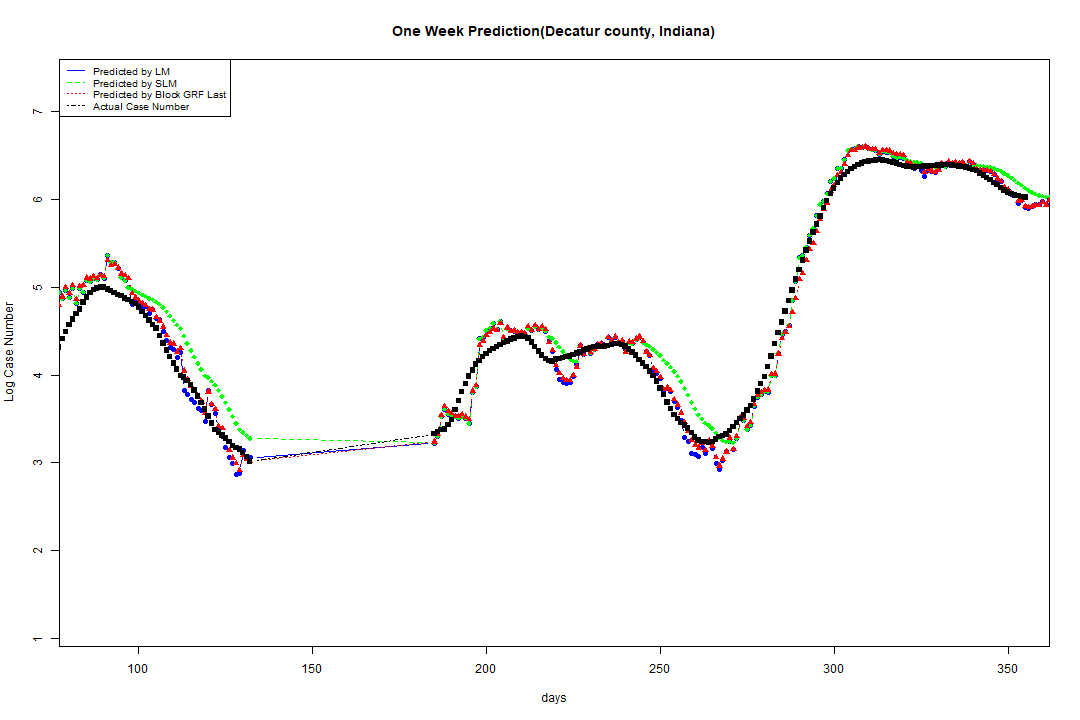 One Week Prediction(Decatur county, Indiana)
Predicted by LM
Predicted by SLM
Predicted by Block GRF Last
Actual Case Number
Log Case Number
7
6
5
4
3
2
1
100 150 200 250 300 350
days